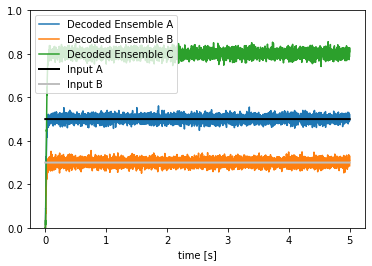 1.0
0.8
0.6
0.4
0.2
0.0
Decoded Ensemble A
Decoded Ensemble B
Decoded Ensemble C
Input A
Input B
0 1 2 3 4 5
time [s]